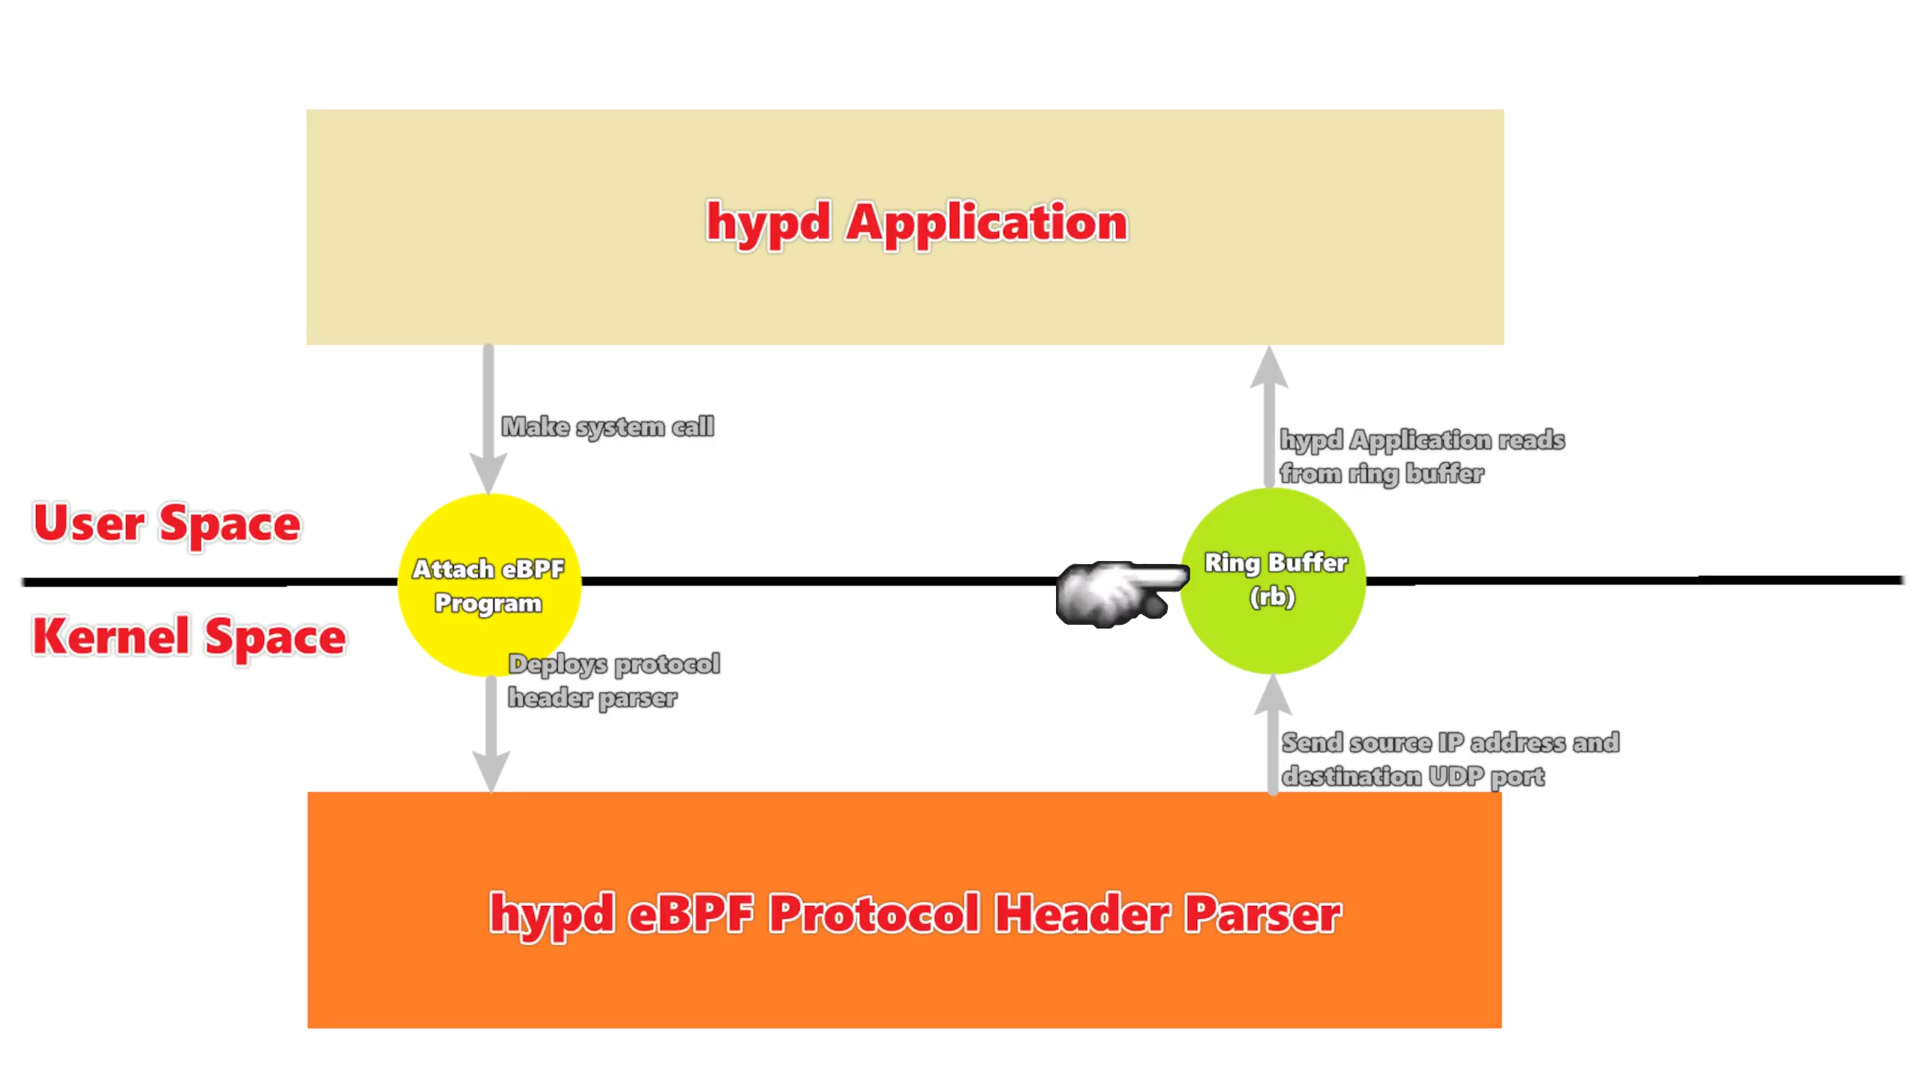 hypd Application
Make system call
hypd Application reads
from ring buffer
User Space
Attach eBPF
Program
Ring Buffer
(rb)
Kernel Space
Deploys protocol
header parser
Send source IP address and
destination UDP port
hypd eBPF Protocol Header Parser